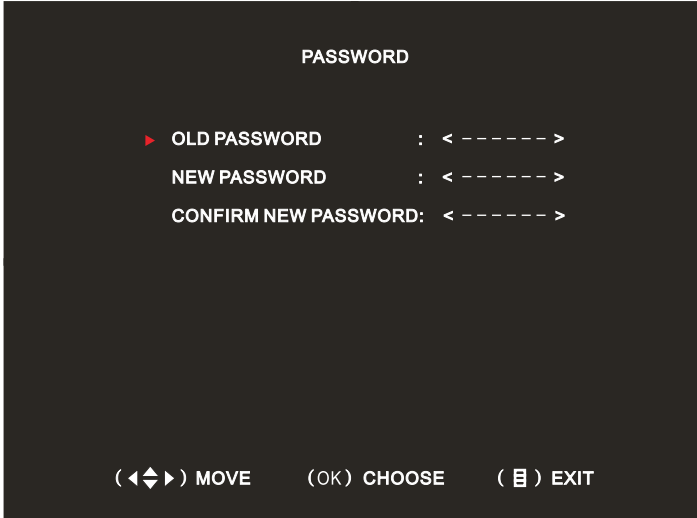 PASSWORD
OLD PASSWORD : < - - - - - - >
NEW PASSWORD : < - - - - - - >
CONFIRM NEW PASSWORD: < - - - - - - >
( ) MOVE (OK) CHOOSE ( ) EXIT